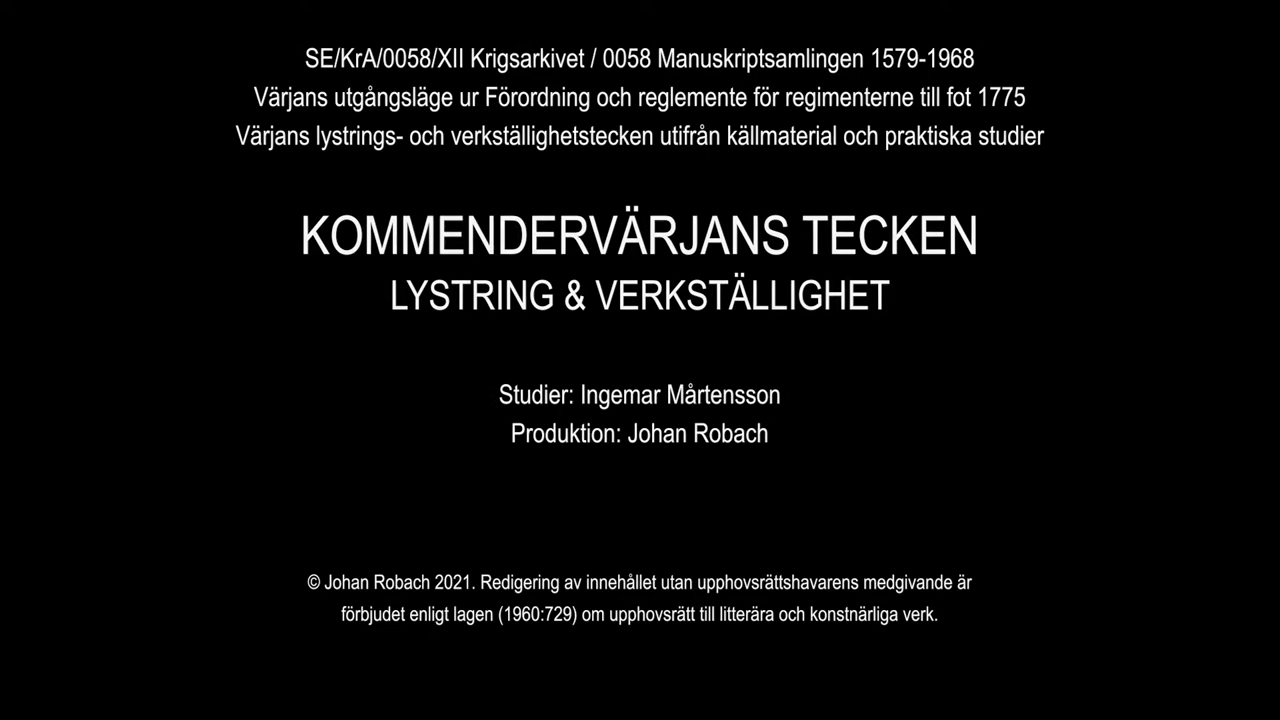 SE/KrA/0058/XII Krigsarkivet / 0058 Manuskriptsamlingen 1579-1968
Värjans utgångsläge ur Förordning och reglemente för regimenterne till fot 1775
Värjans lystrings- och verkställighetstecken utifrån källmaterial och praktiska studier
KOMMENDERVÄRJANS TECKEN
LYSTRING & VERKSTÄLLIGHET
Studier: Ingemar Mårtensson
Produktion: Johan Robach
© Johan Robach 2021. Redigering av innehållet utan upphovsrättshavarens medgivande är
förbjudet enligt lagen (1960:729) om upphovsrätt till litterära och konstnärliga verk.